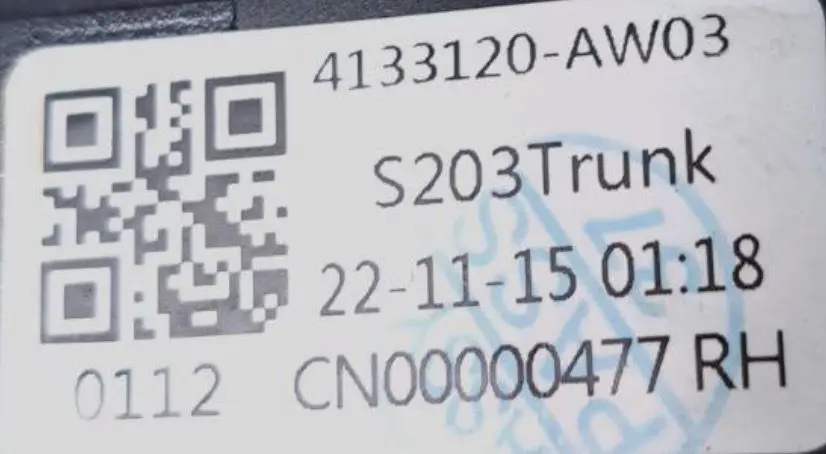 4133120-AW03
S203Trunk
22-11-15 01:18
0112
CN00000477 RH